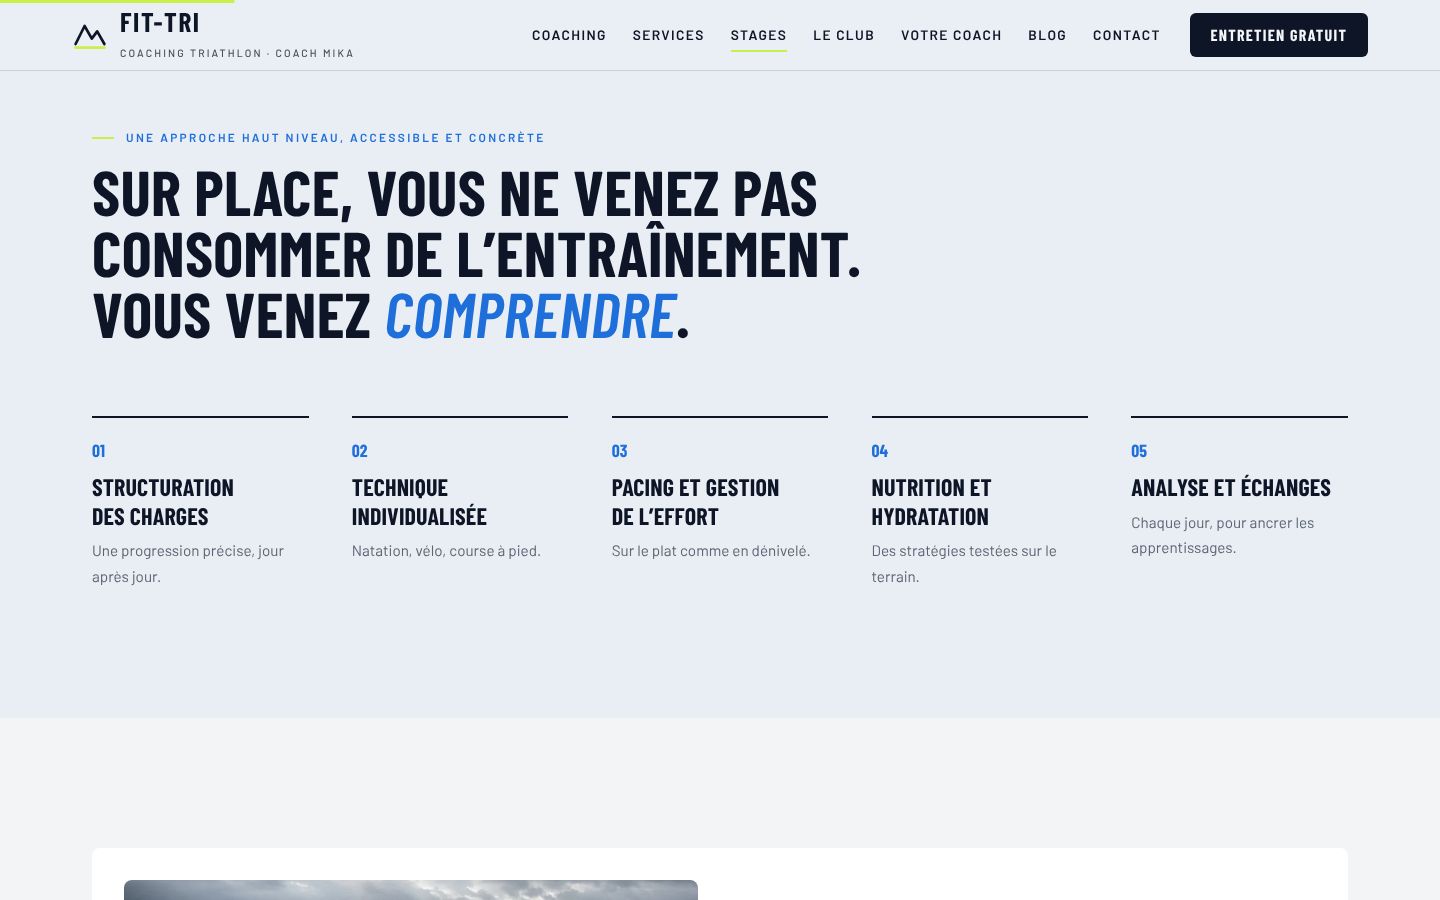 FIT-TRI
COACHING TRIATHLON · COACH MIKA
COACHING SERVICES STAGES LE CLUB VOTRE COACH BLOG CONTACT ENTRETIEN GRATUIT
UNE APPROCHE HAUT NIVEAU, ACCESSIBLE ET CONCRÈTE
SUR PLACE, VOUS NE VENEZ PAS
CONSOMMER DE L’ENTRAÎNEMENT.
VOUS VENEZ COMPRENDRE.
01
STRUCTURATION
DES CHARGES
Une progression précise, jour
après jour.
02
TECHNIQUE
INDIVIDUALISÉE
Natation, vélo, course à pied.
03
PACING ET GESTION
DE L’EFFORT
Sur le plat comme en dénivelé.
04
NUTRITION ET
HYDRATATION
Des stratégies testées sur le
terrain.
05
ANALYSE ET ÉCHANGES
Chaque jour, pour ancrer les
apprentissages.